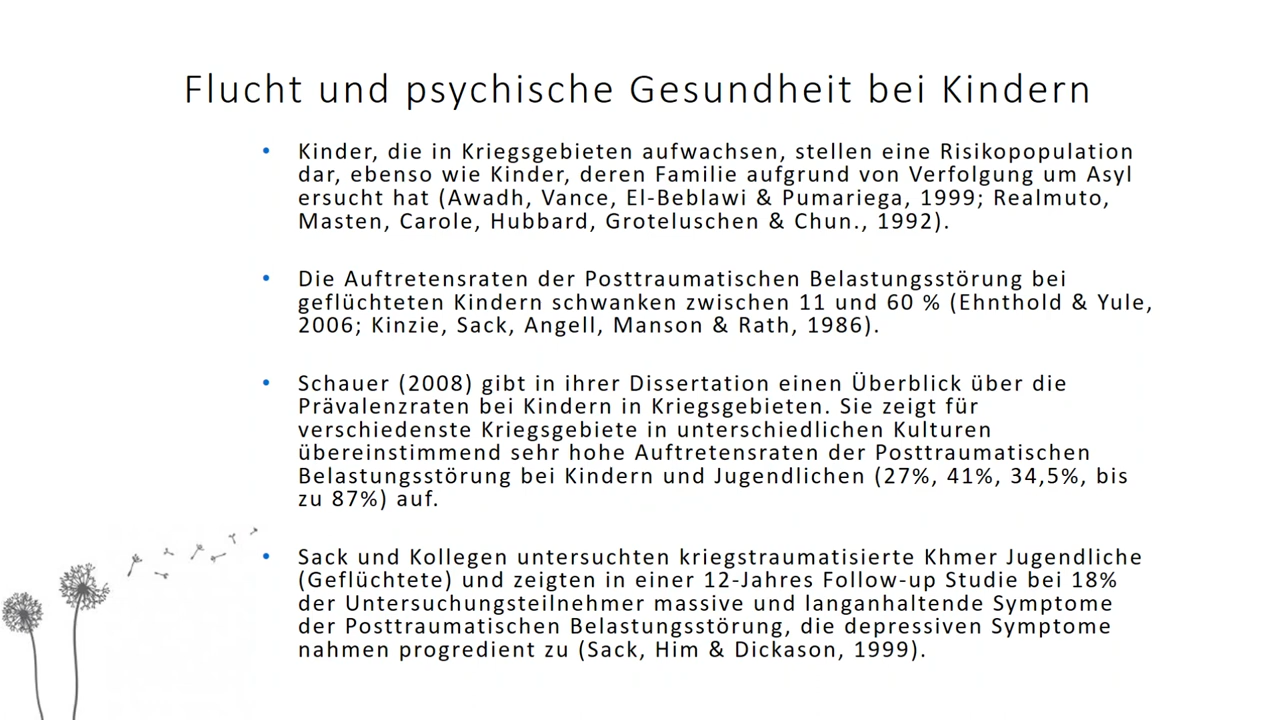 Flucht und psychische Gesundheit bei Kindern
• Kinder, die in Kriegsgebieten aufwachsen, stellen eine Risikopopulation
dar, ebenso wie Kinder, deren Familie aufgrund von Verfolgung um Asyl
ersucht hat (Awadh, Vance, El-Beblawi & Pumariega, 1999; Realmuto,
Masten, Carole, Hubbard, Groteluschen & Chun., 1992).
• Die Auftretensraten der Posttraumatischen Belastungsstörung bei
geflüchteten Kindern schwanken zwischen 11 und 60 % (Ehnthold & Yule,
2006; Kinzie, Sack, Angell, Manson & Rath, 1986).
• Schauer (2008) gibt in ihrer Dissertation einen Überblick über die
Prävalenzraten bei Kindern in Kriegsgebieten. Sie zeigt für
verschiedenste Kriegsgebiete in unterschiedlichen Kulturen
übereinstimmend sehr hohe Auftretensraten der Posttraumatischen
Belastungsstörung bei Kindern und Jugendlichen (27%, 41%, 34,5%, bis
zu 87%) auf.
• Sack und Kollegen untersuchten kriegstraumatisierte Khmer Jugendliche
(Geflüchtete) und zeigten in einer 12-Jahres Follow-up Studie bei 18%
der Untersuchungsteilnehmer massive und langanhaltende Symptome
der Posttraumatischen Belastungsstörung, die depressiven Symptome
nahmen progredient zu (Sack, Him & Dickason, 1999).